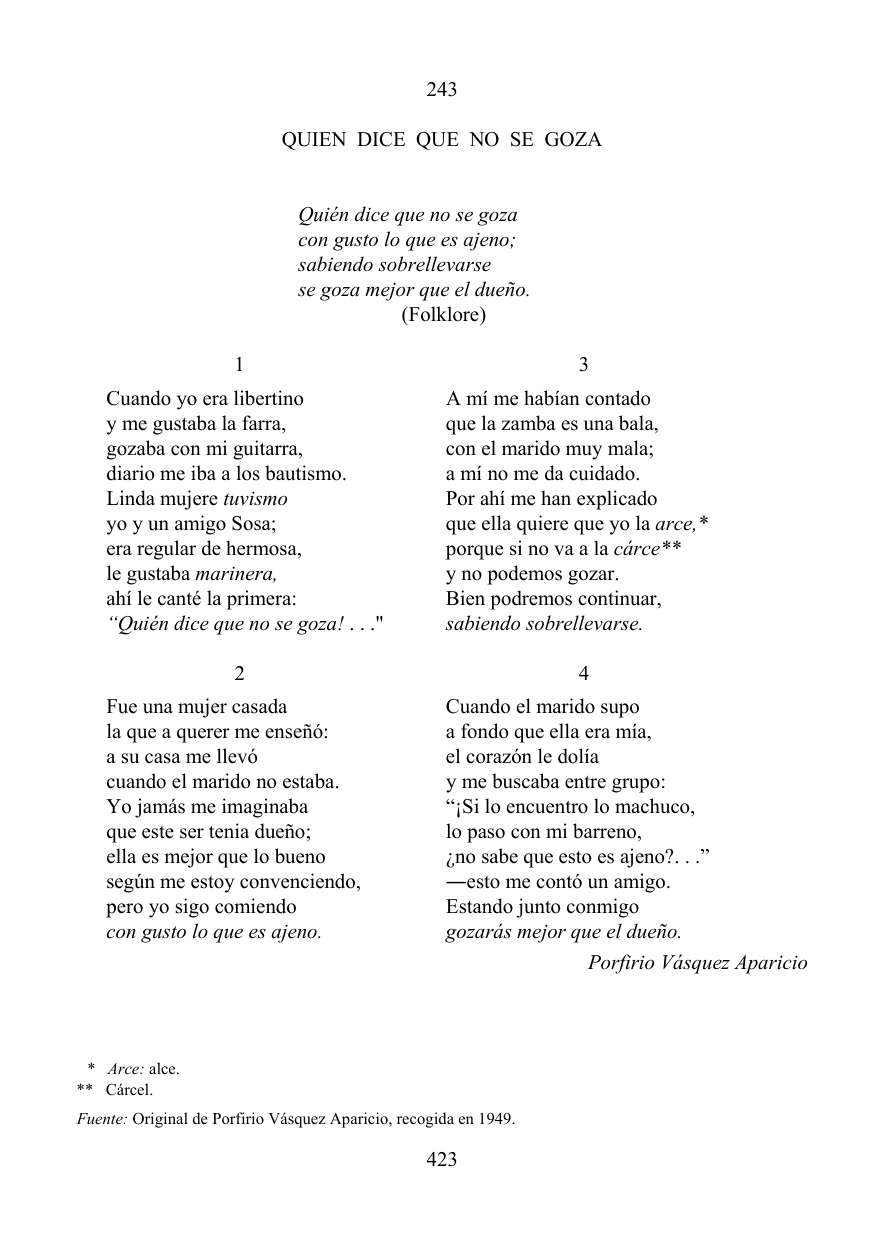 243
QUIEN DICE QUE NO SE GOZA
Quién dice que no se goza
con gusto lo que es ajeno;
sabiendo sobrellevarse
se goza mejor que el dueño.
(Folklore)
1
Cuando yo era libertino
y me gustaba la farra,
gozaba con mi guitarra,
diario me iba a los bautismo.
Linda mujere tuvismo
yo y un amigo Sosa;
era regular de hermosa,
le gustaba marinera,
ahí le canté la primera:
“Quién dice que no se goza! . . ."
2
Fue una mujer casada
la que a querer me enseñó:
a su casa me llevó
cuando el marido no estaba.
Yo jamás me imaginaba
que este ser tenia dueño;
ella es mejor que lo bueno
según me estoy convenciendo,
pero yo sigo comiendo
con gusto lo que es ajeno.
3
A mí me habían contado
que la zamba es una bala,
con el marido muy mala;
a mí no me da cuidado.
Por ahí me han explicado
que ella quiere que yo la arce,*
porque si no va a la cárce**
y no podemos gozar.
Bien podremos continuar,
sabiendo sobrellevarse.
4
Cuando el marido supo
a fondo que ella era mía,
el corazón le dolía
y me buscaba entre grupo:
“¡Si lo encuentro lo machuco,
lo paso con mi barreno,
¿no sabe que esto es ajeno?. . .”
—esto me contó un amigo.
Estando junto conmigo
gozarás mejor que el dueño.
Porfirio Vásquez Aparicio
* Arce: alce.
** Cárcel.
Fuente: Original de Porfirio Vásquez Aparicio, recogida en 1949.
423